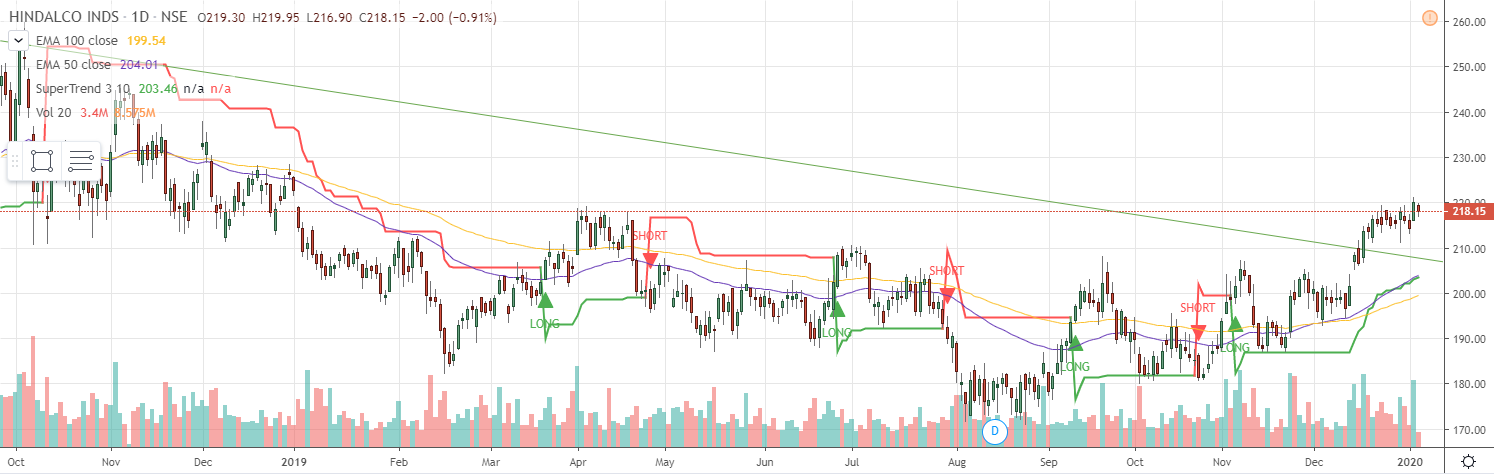 HINDALCO INDS · 1D · NSE O219.30 H219.95 L216.90 C218.15 −2.00 (−0.91%)
EMA 100 close 199.54
EMA 50 close 204.01
SuperTrend 3 10 203.46 n/a n/a
Vol 20 3.4M 8.575M
260.00
250.00
240.00
230.00
220.00
218.15
210.00
200.00
190.00
180.00
170.00
SHORT
SHORT
SHORT
LONG
LONG
LONG
LONG
D
Oct Nov Dec 2019 Feb Mar Apr May Jun Jul Aug Sep Oct Nov Dec 2020